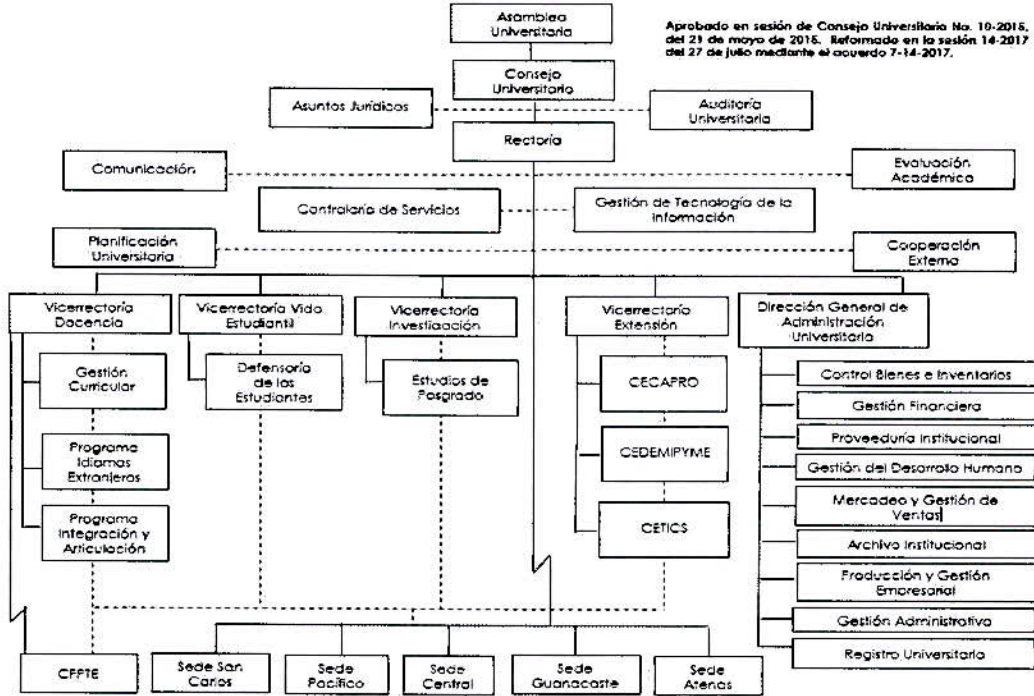 Asamblea
Universitaria
Aprobado en sesión de Consejo Universitario No. 10-2015,
del 21 de mayo de 2015. Reformado en la sesión 14-2017
del 27 de julio mediante el acuerdo 7-14-2017.
Consejo
Universitario
Asuntos Jurídicos
Auditoría
Universitaria
Rectoría
Comunicación
Evaluación
Académica
Contraloría de Servicios
Gestión de Tecnología de la
Información
Planificación
Universitaria
Cooperación
Externa
Vicerrectoría
Docencia
Vicerrectoría Vida
Estudiantil
Vicerrectoría
Investigación
Vicerrectoría
Extensión
Dirección General de
Administración
Universitaria
Gestión
Curricular
Defensoría
de los
Estudiantes
Estudios de
Posgrado
CECAPRO
Control Bienes e Inventarios
Gestión Financiera
Programa
Idiomas
Extranjeros
CEDEMIPYME
Proveeduría Institucional
Gestión del Desarrollo Humano
Programa
Integración y
Articulación
CETICS
Mercadeo y Gestión de
Ventas
Archivo Institucional
Producción y Gestión
Empresarial
Gestión Administrativa
Registro Universitario
CFPTE
Sede San
Carlos
Sede
Pacífico
Sede
Central
Sede
Guanacaste
Sede
Atenas